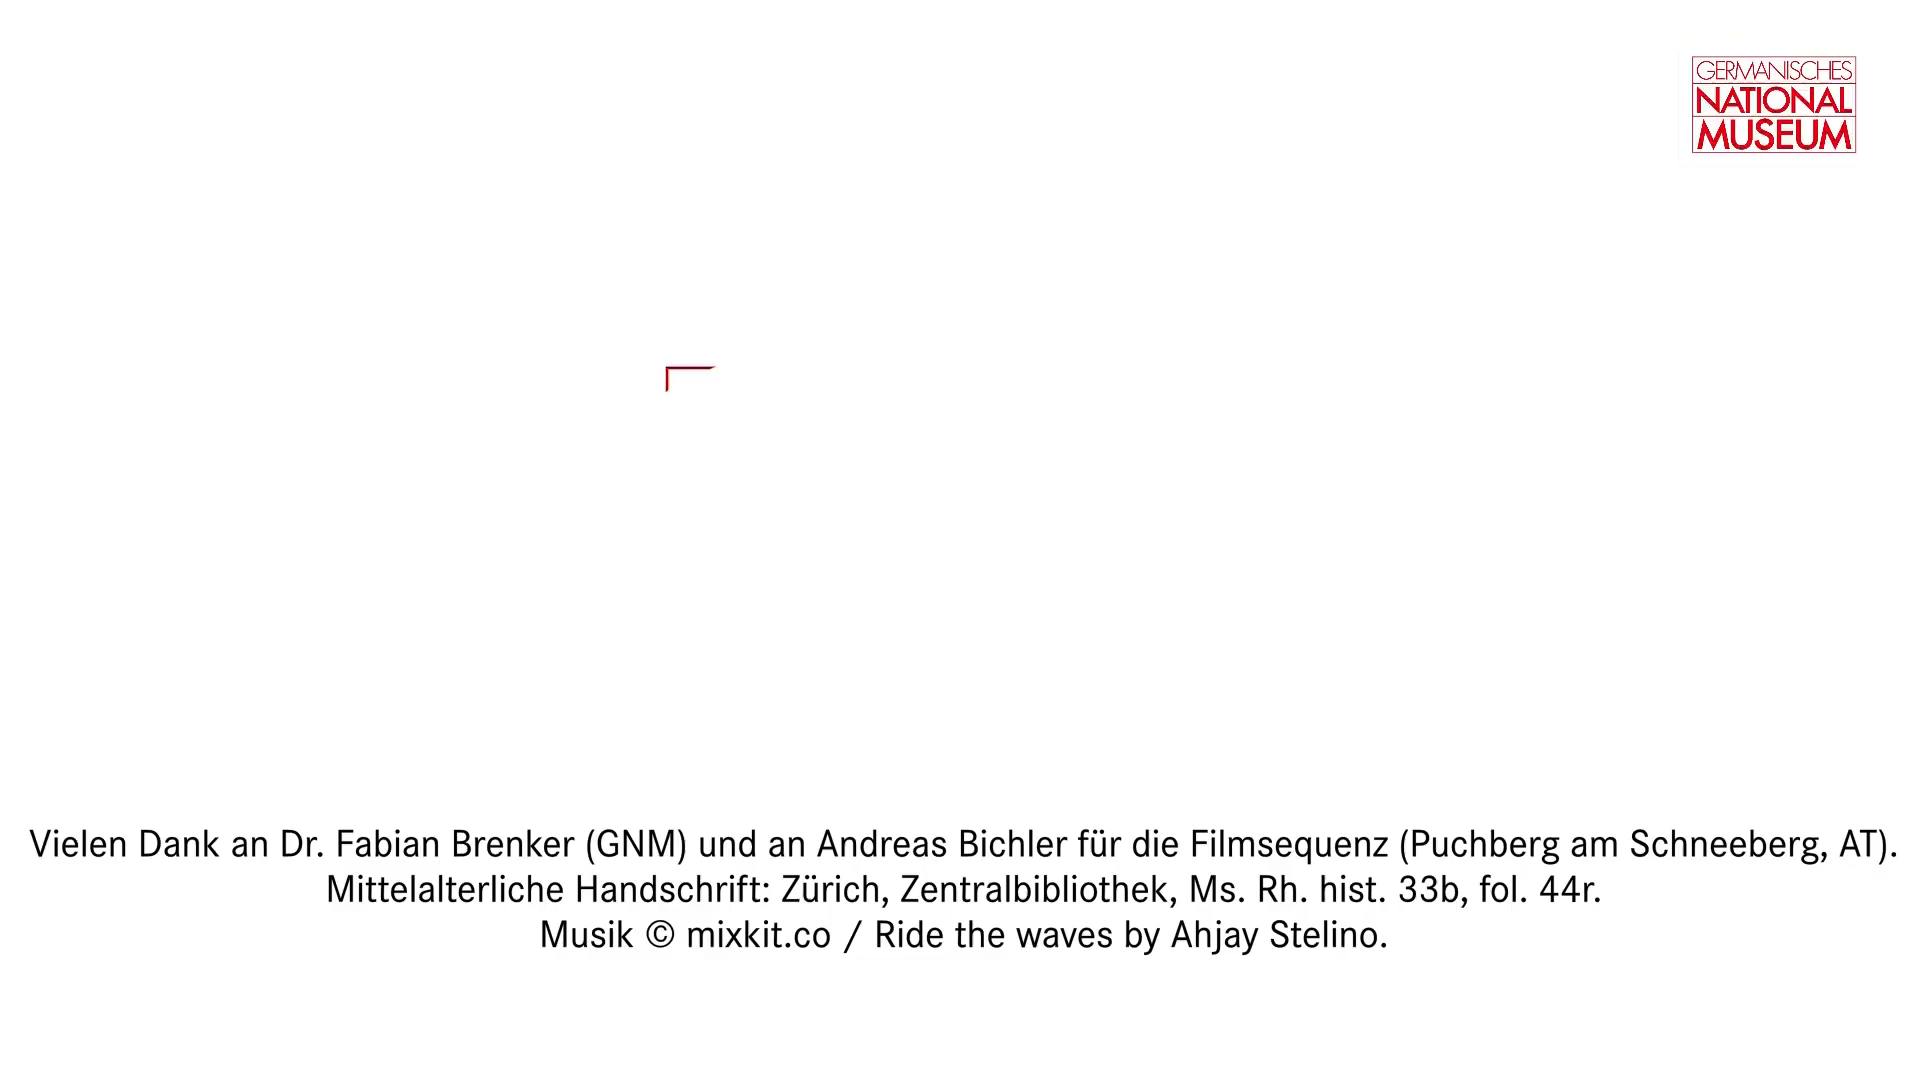 GERMANISCHES
NATIONAL
MUSEUM
Vielen Dank an Dr. Fabian Brenker (GNM) und an Andreas Bichler für die Filmsequenz (Puchberg am Schneeberg, AT).
Mittelalterliche Handschrift: Zürich, Zentralbibliothek, Ms. Rh. hist. 33b, fol. 44r.
Musik © mixkit.co / Ride the waves by Ahjay Stelino.